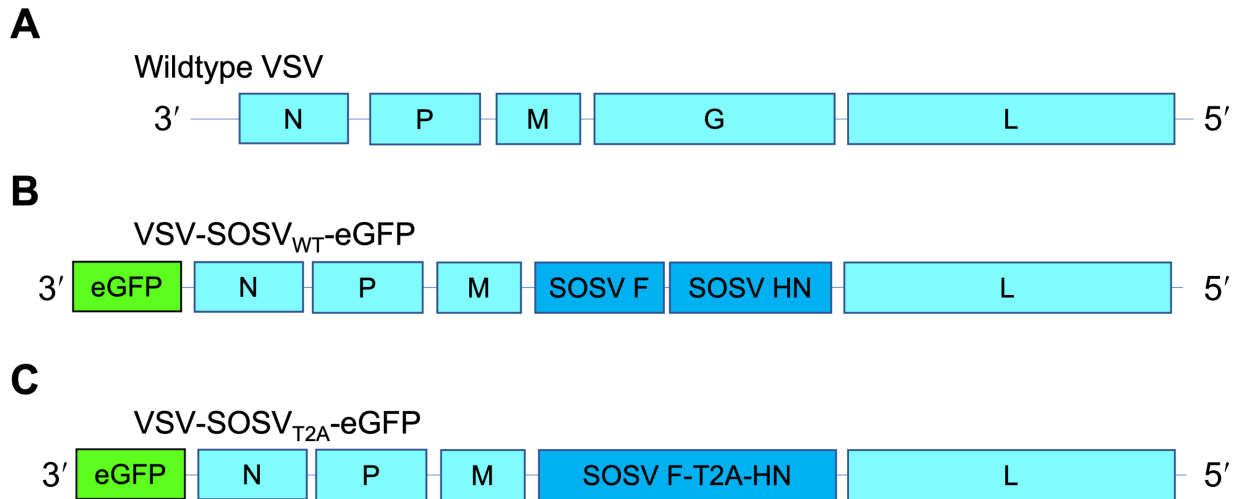 A
Wildtype VSV
3′ N P M G L 5′
B
VSV-SOSVWT-eGFP
3′ eGFP N P M SOSV F SOSV HN L 5′
C
VSV-SOSVT2A-eGFP
3′ eGFP N P M SOSV F-T2A-HN L 5′